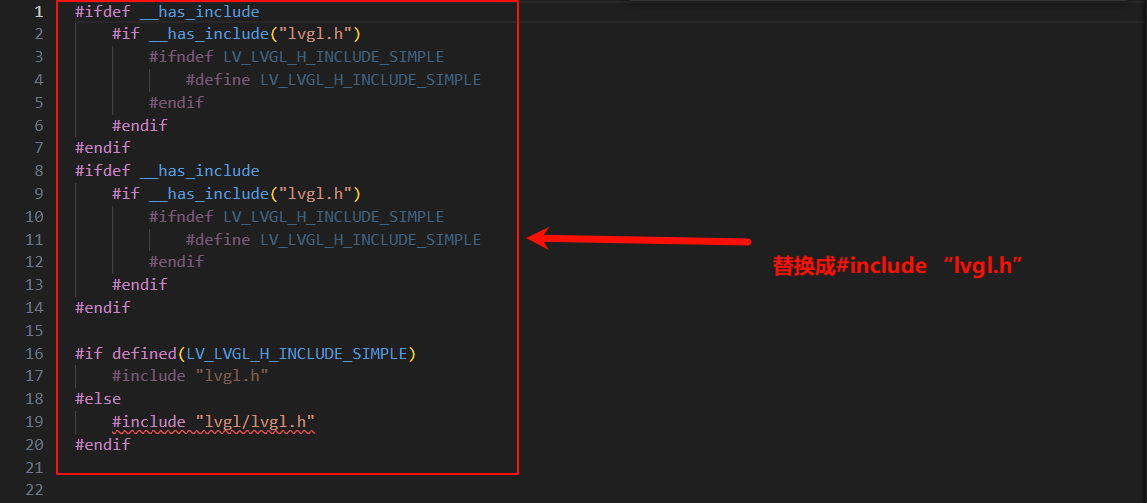 1 #ifdef __has_include
2 #if __has_include("lvgl.h")
3 #ifndef LV_LVGL_H_INCLUDE_SIMPLE
4 #define LV_LVGL_H_INCLUDE_SIMPLE
5 #endif
6 #endif
7 #endif
8 #ifdef __has_include
9 #if __has_include("lvgl.h")
10 #ifndef LV_LVGL_H_INCLUDE_SIMPLE
11 #define LV_LVGL_H_INCLUDE_SIMPLE
12 #endif
13 #endif
14 #endif
15
16 #if defined(LV_LVGL_H_INCLUDE_SIMPLE)
17 #include "lvgl.h"
18 #else
19 #include "lvgl/lvgl.h"
20 #endif
21
22
替换成#include “lvgl.h”